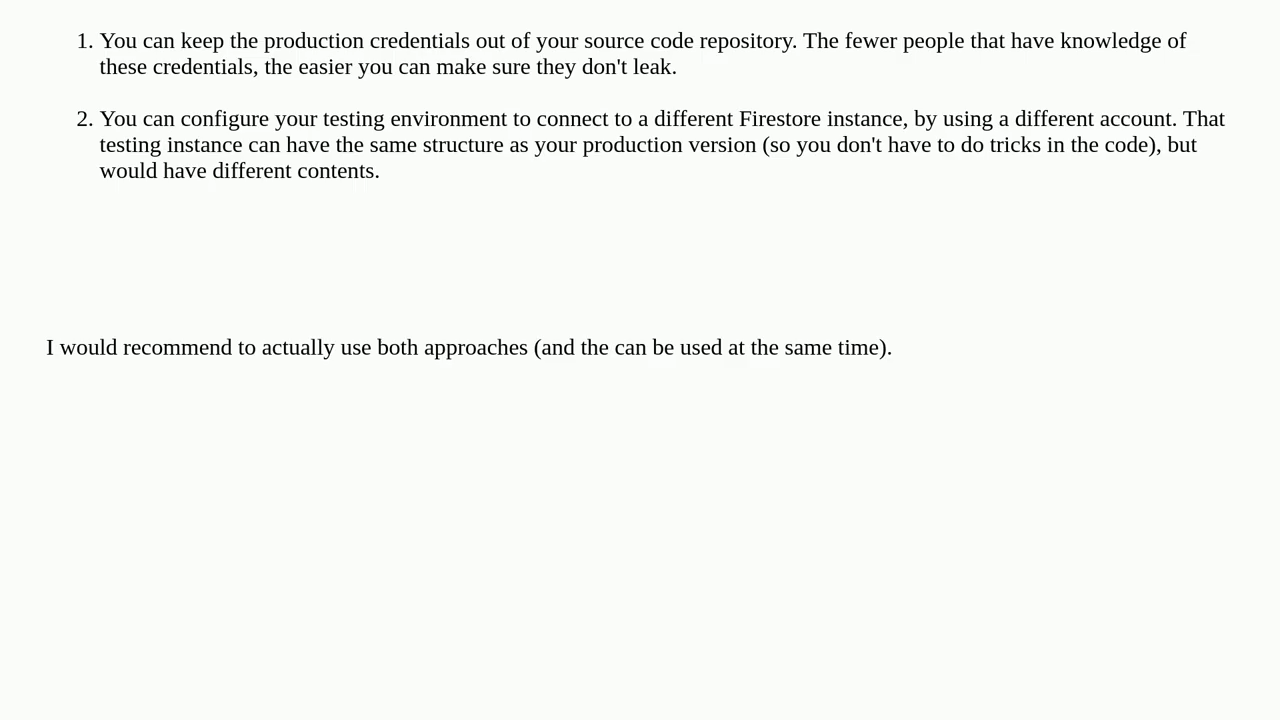 1. You can keep the production credentials out of your source code repository. The fewer people that have knowledge of
these credentials, the easier you can make sure they don't leak.
2. You can configure your testing environment to connect to a different Firestore instance, by using a different account. That
testing instance can have the same structure as your production version (so you don't have to do tricks in the code), but
would have different contents.
I would recommend to actually use both approaches (and the can be used at the same time).